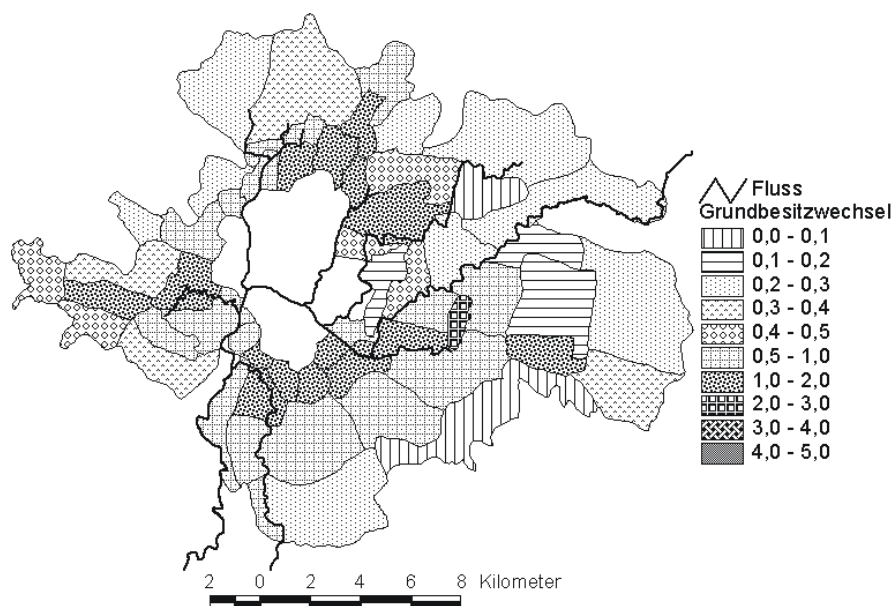 Fluss
Grundbesitzwechsel
0,0 - 0,1
0,1 - 0,2
0,2 - 0,3
0,3 - 0,4
0,4 - 0,5
0,5 - 1,0
1,0 - 2,0
2,0 - 3,0
3,0 - 4,0
4,0 - 5,0
2 0 2 4 6 8 Kilometer